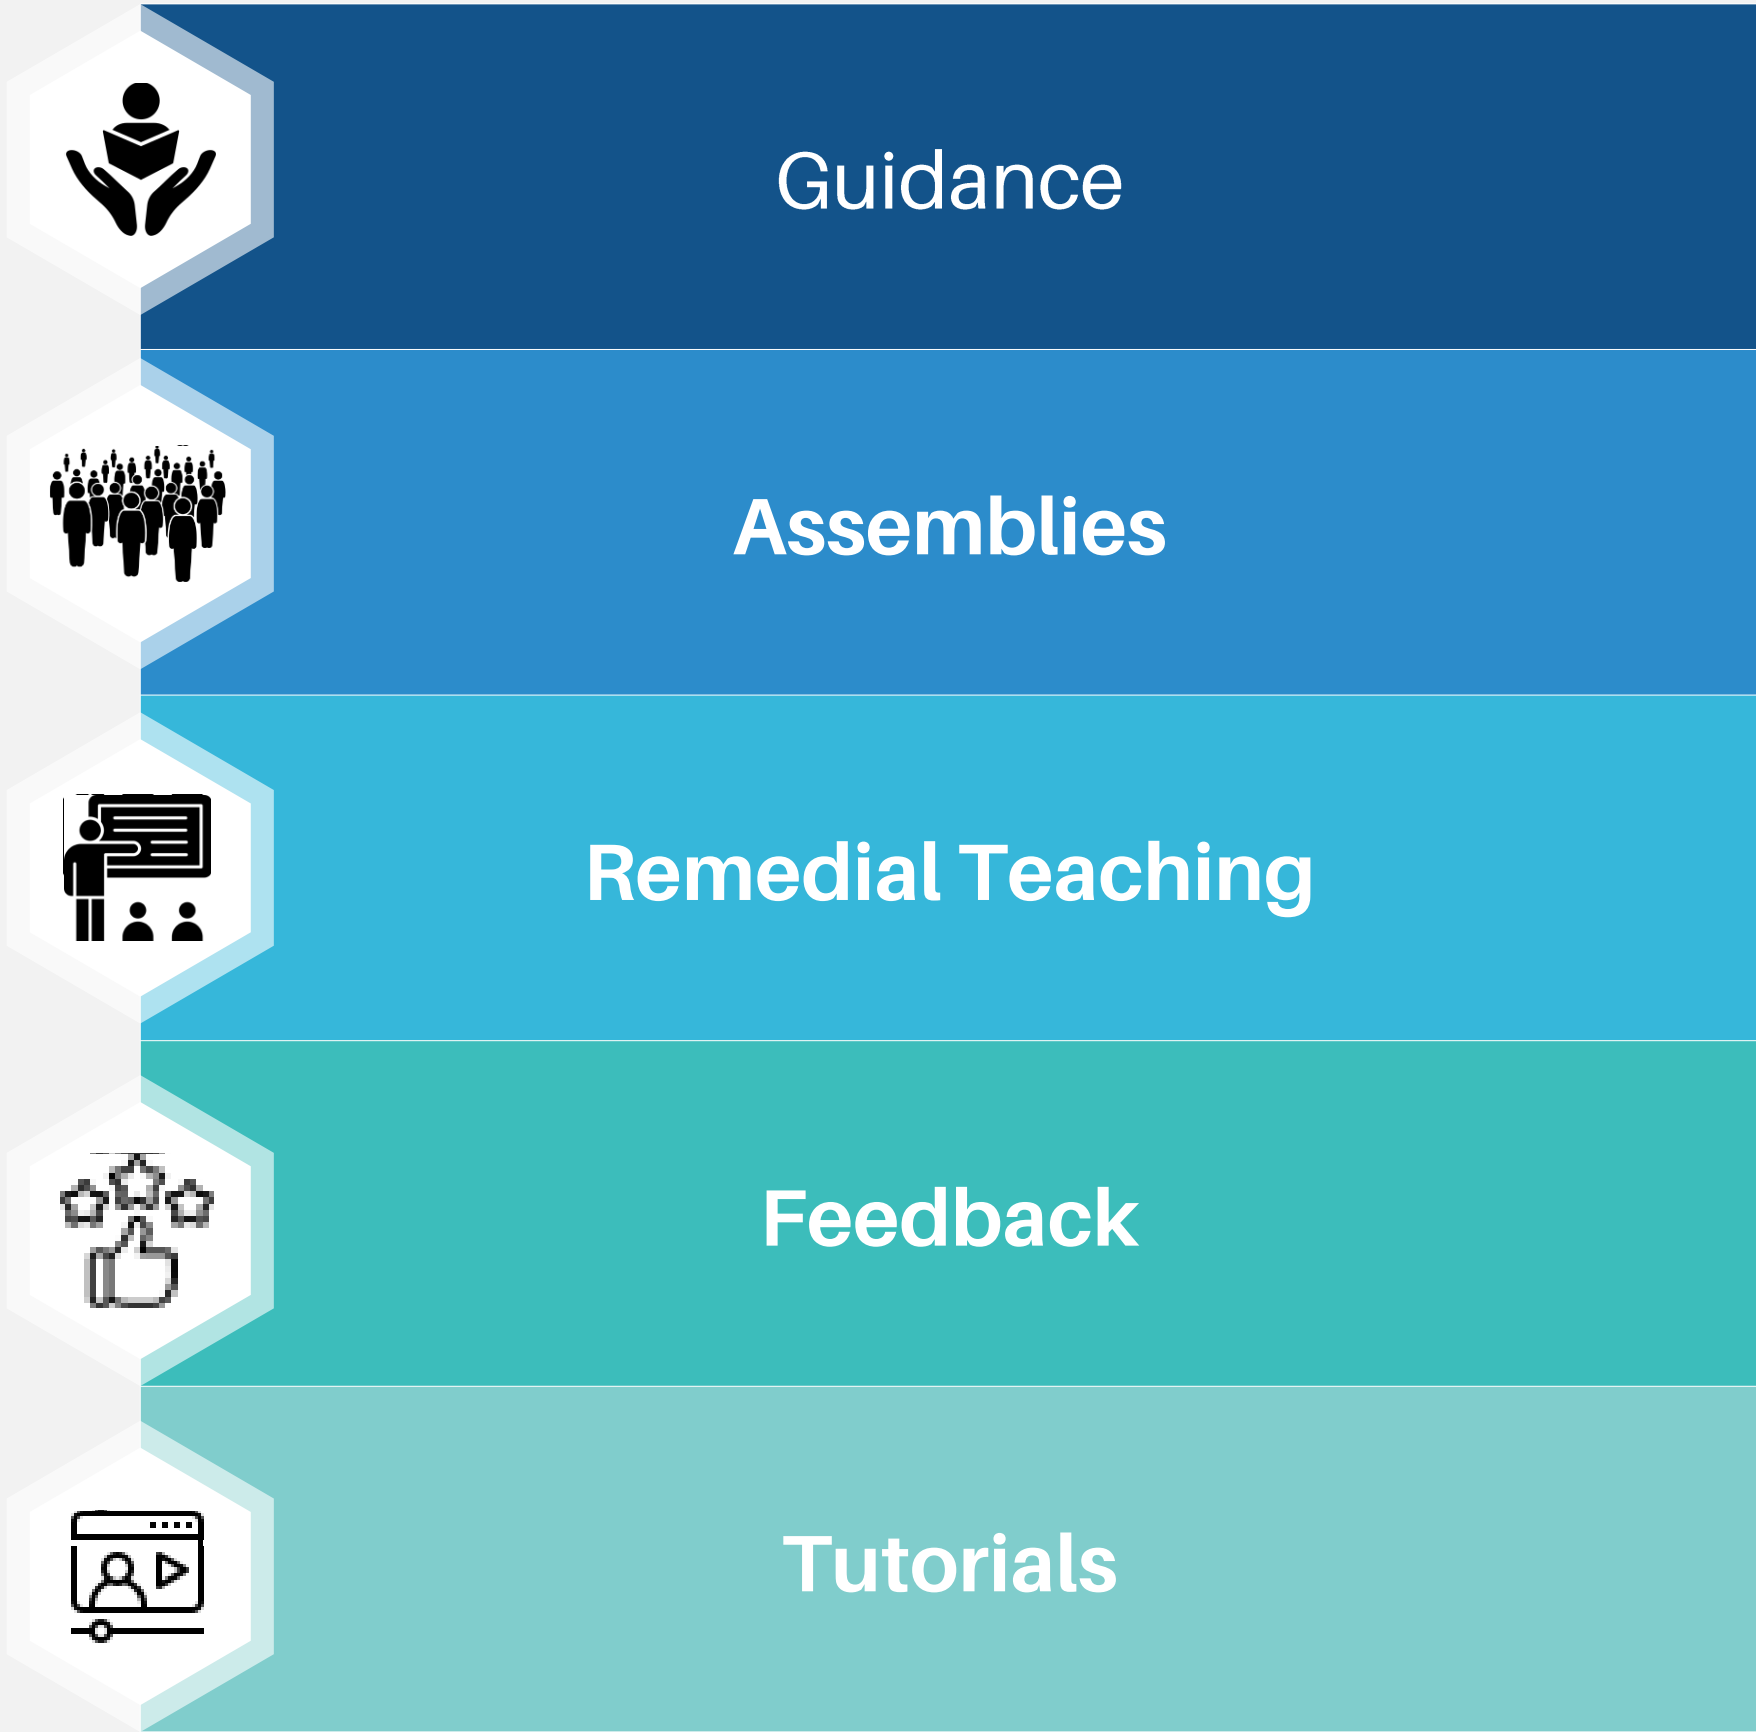 Guidance
Assemblies
Remedial Teaching
Feedback
Tutorials